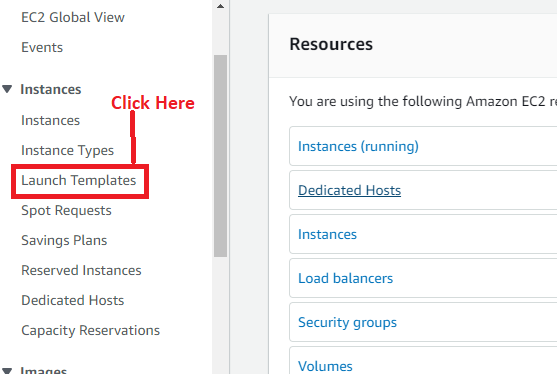 EC2 Global View
Events
Instances
Click Here
Instances
Instance Types
Launch Templates
Spot Requests
Savings Plans
Reserved Instances
Dedicated Hosts
Capacity Reservations
Images
Resources
You are using the following Amazon EC2 re
Instances (running)
Dedicated Hosts
Instances
Load balancers
Security groups
Volumes